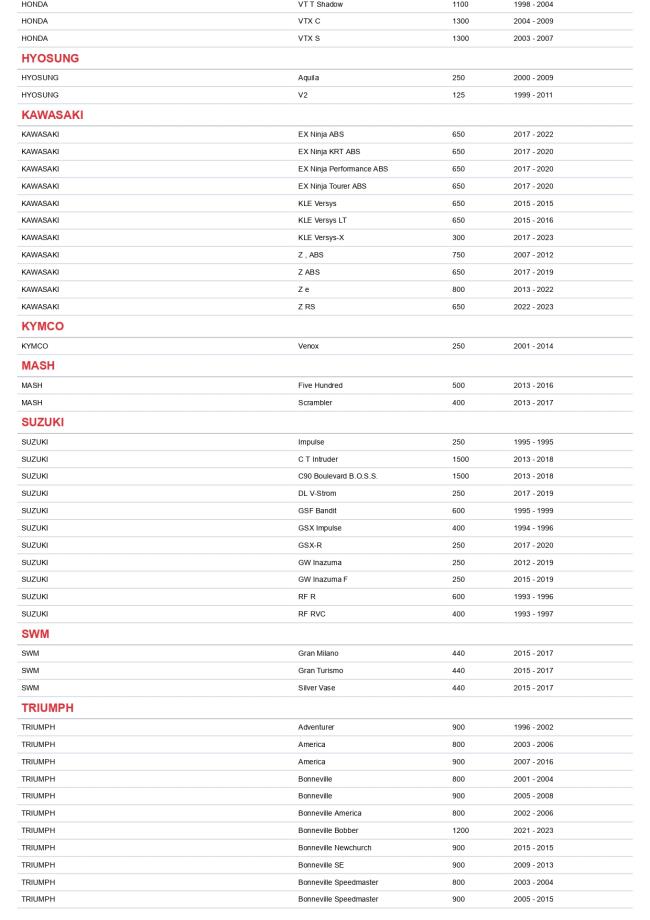 HONDA VT T Shadow 1100 1998 - 2004
HONDA VTX C 1300 2004 - 2009
HONDA VTX S 1300 2003 - 2007
HYOSUNG
HYOSUNG Aquila 250 2000 - 2009
HYOSUNG V2 125 1999 - 2011
KAWASAKI
KAWASAKI EX Ninja ABS 650 2017 - 2022
KAWASAKI EX Ninja KRT ABS 650 2017 - 2020
KAWASAKI EX Ninja Performance ABS 650 2017 - 2020
KAWASAKI EX Ninja Tourer ABS 650 2017 - 2020
KAWASAKI KLE Versys 650 2015 - 2015
KAWASAKI KLE Versys LT 650 2015 - 2016
KAWASAKI KLE Versys-X 300 2017 - 2023
KAWASAKI Z , ABS 750 2007 - 2012
KAWASAKI Z ABS 650 2017 - 2019
KAWASAKI Z e 800 2013 - 2022
KAWASAKI Z RS 650 2022 - 2023
KYMCO
KYMCO Venox 250 2001 - 2014
MASH
MASH Five Hundred 500 2013 - 2016
MASH Scrambler 400 2013 - 2017
SUZUKI
SUZUKI Impulse 250 1995 - 1995
SUZUKI C T Intruder 1500 2013 - 2018
SUZUKI C90 Boulevard B.O.S.S. 1500 2013 - 2018
SUZUKI DL V-Strom 250 2017 - 2019
SUZUKI GSF Bandit 600 1995 - 1999
SUZUKI GSX Impulse 400 1994 - 1996
SUZUKI GSX-R 250 2017 - 2020
SUZUKI GW Inazuma 250 2012 - 2019
SUZUKI GW Inazuma F 250 2015 - 2019
SUZUKI RF R 600 1993 - 1996
SUZUKI RF RVC 400 1993 - 1997
SWM
SWM Gran Milano 440 2015 - 2017
SWM Gran Turismo 440 2015 - 2017
SWM Silver Vase 440 2015 - 2017
TRIUMPH
TRIUMPH Adventurer 900 1996 - 2002
TRIUMPH America 800 2003 - 2006
TRIUMPH America 900 2007 - 2016
TRIUMPH Bonneville 800 2001 - 2004
TRIUMPH Bonneville 900 2005 - 2008
TRIUMPH Bonneville America 800 2002 - 2006
TRIUMPH Bonneville Bobber 1200 2021 - 2023
TRIUMPH Bonneville Newchurch 900 2015 - 2015
TRIUMPH Bonneville SE 900 2009 - 2013
TRIUMPH Bonneville Speedmaster 800 2003 - 2004
TRIUMPH Bonneville Speedmaster 900 2005 - 2015